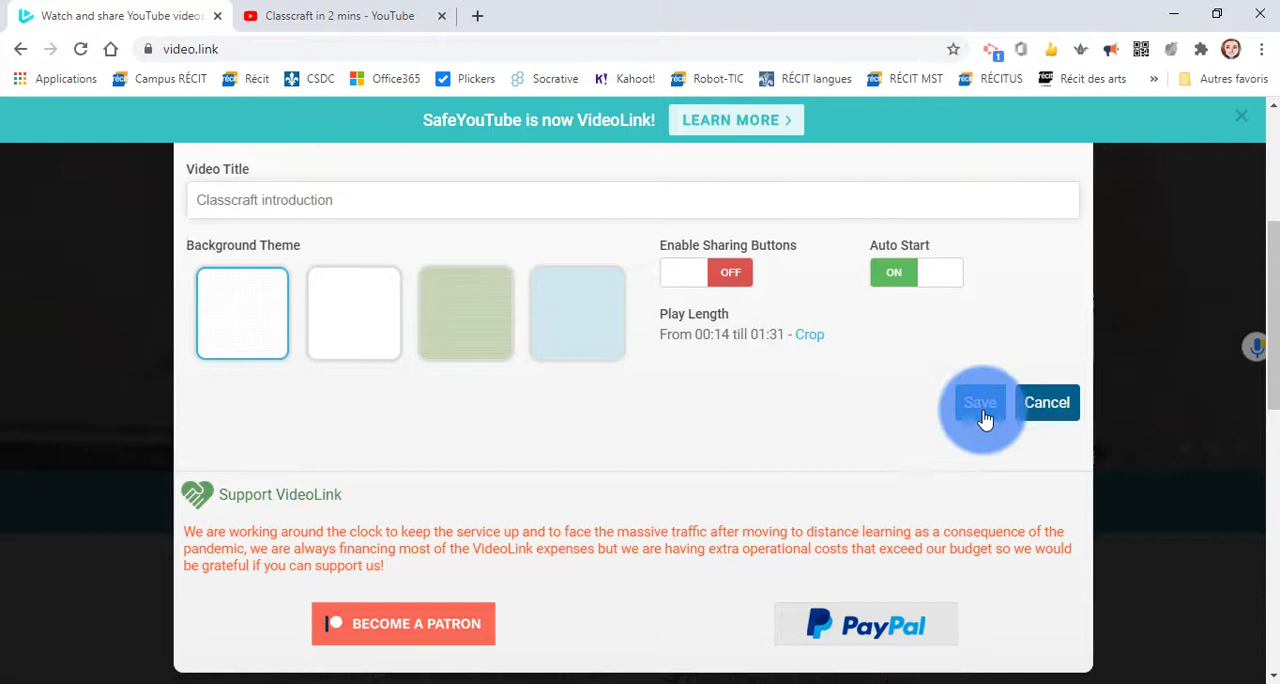 Watch and share YouTube videos
Classcraft in 2 mins - YouTube
video.link
1
Applications
Campus RÉCIT
Récit
CSDC
Office365
Plickers
Socrative
K! Kahoot!
Robot-TIC
RÉCIT langues
RÉCIT MST
RÉCITUS
Récit des arts
»
Autres favoris
SafeYouTube is now VideoLink!
LEARN MORE >
Video Title
Classcraft introduction
Background Theme
Enable Sharing Buttons
Auto Start
OFF
ON
Play Length
From 00:14 till 01:31 - Crop
Save
Cancel
Support VideoLink
We are working around the clock to keep the service up and to face the massive traffic after moving to distance learning as a consequence of the
pandemic, we are always financing most of the VideoLink expenses but we are having extra operational costs that exceed our budget so we would
be grateful if you can support us!
BECOME A PATRON
PayPal